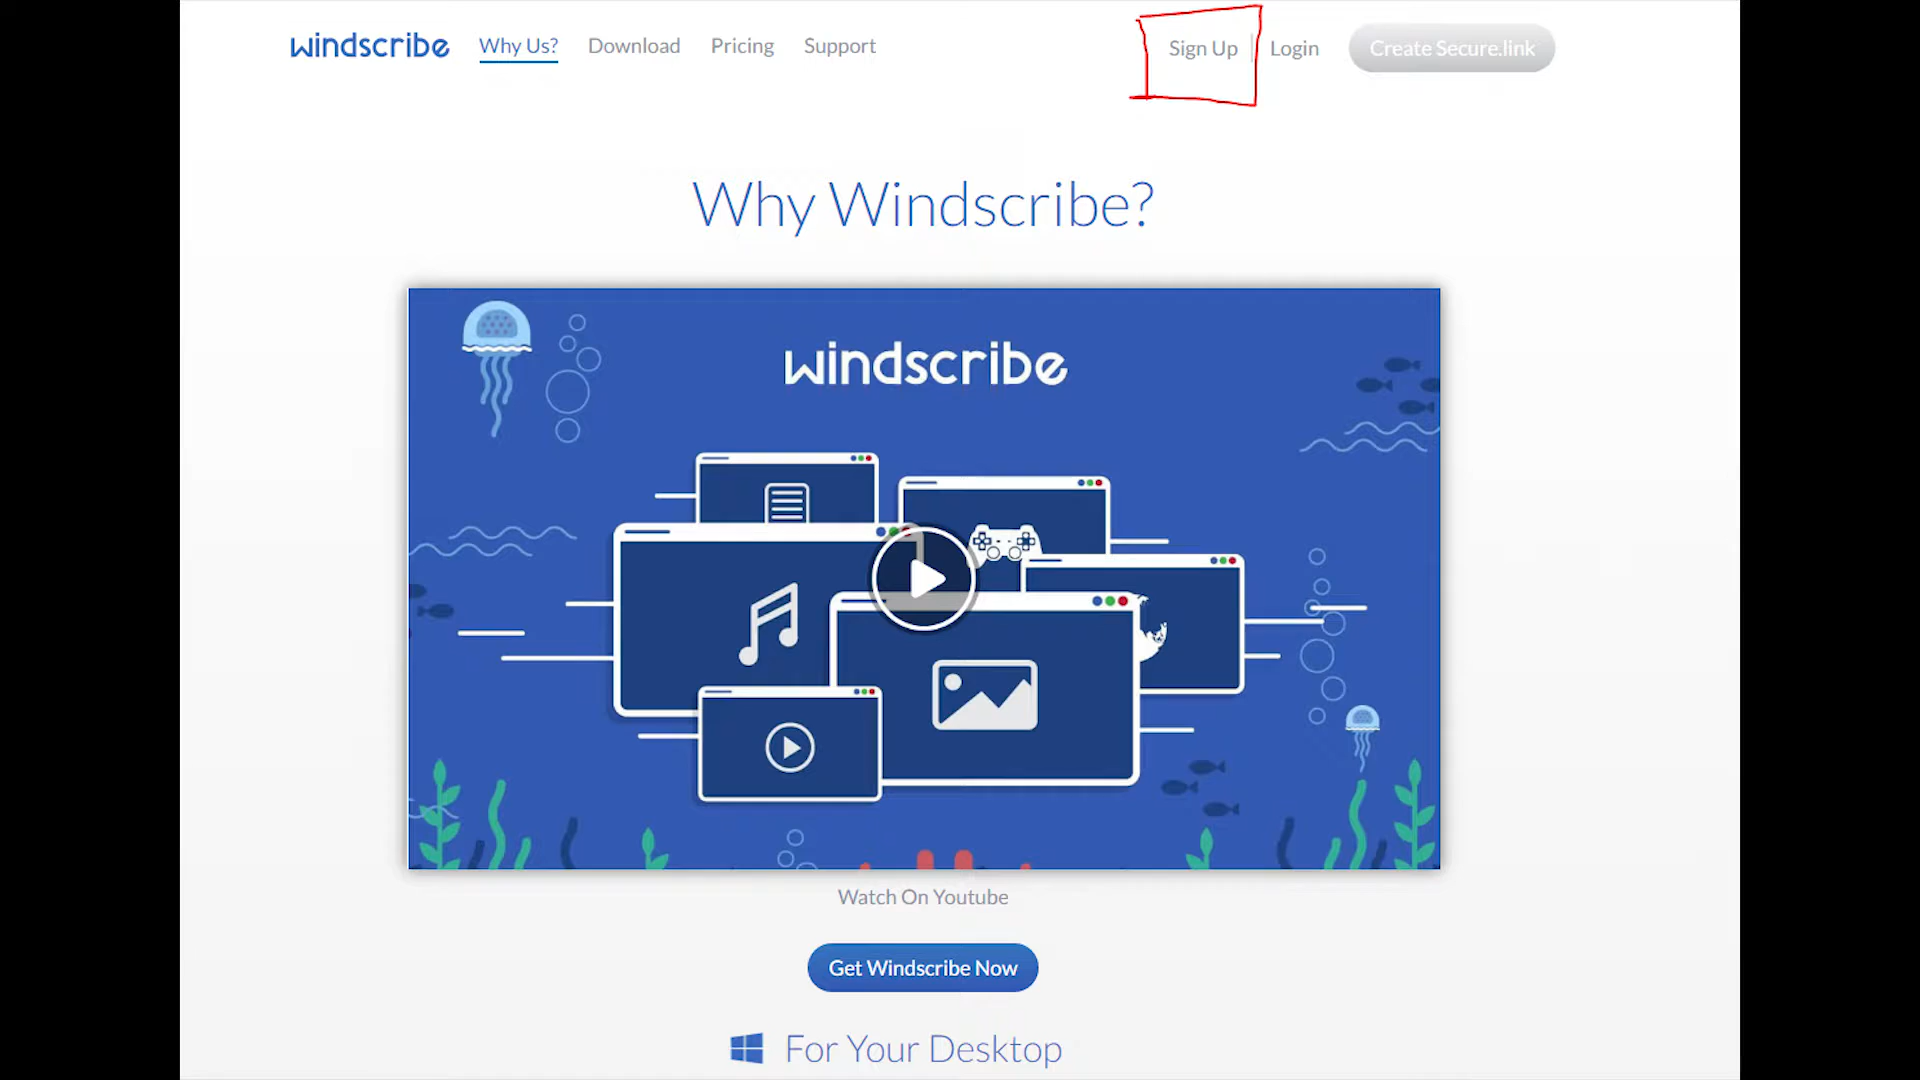 windscribe Why Us? Download Pricing Support Sign Up Login Create Secure.link
Why Windscribe?
windscribe
Watch On Youtube
Get Windscribe Now
For Your Desktop